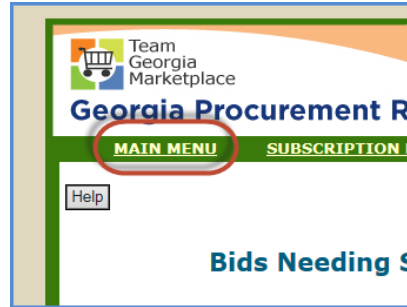 Team
Georgia
Marketplace
Georgia Procurement R
MAIN MENU SUBSCRIPTION
Help
Bids Needing S